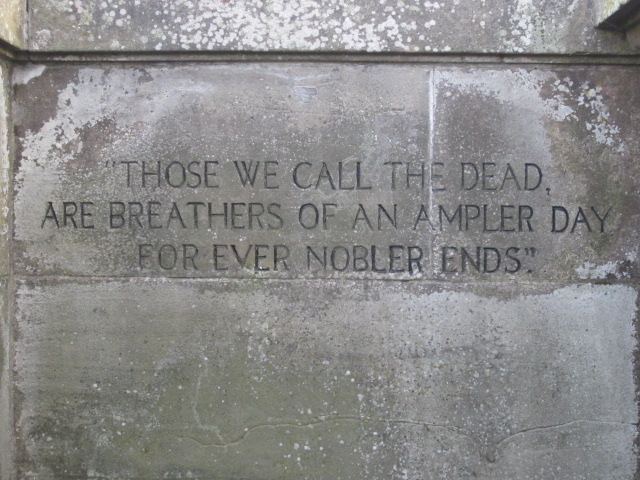 "THOSE WE CALL THE DEAD,
ARE BREATHERS OF AN AMPLER DAY
FOR EVER NOBLER ENDS".